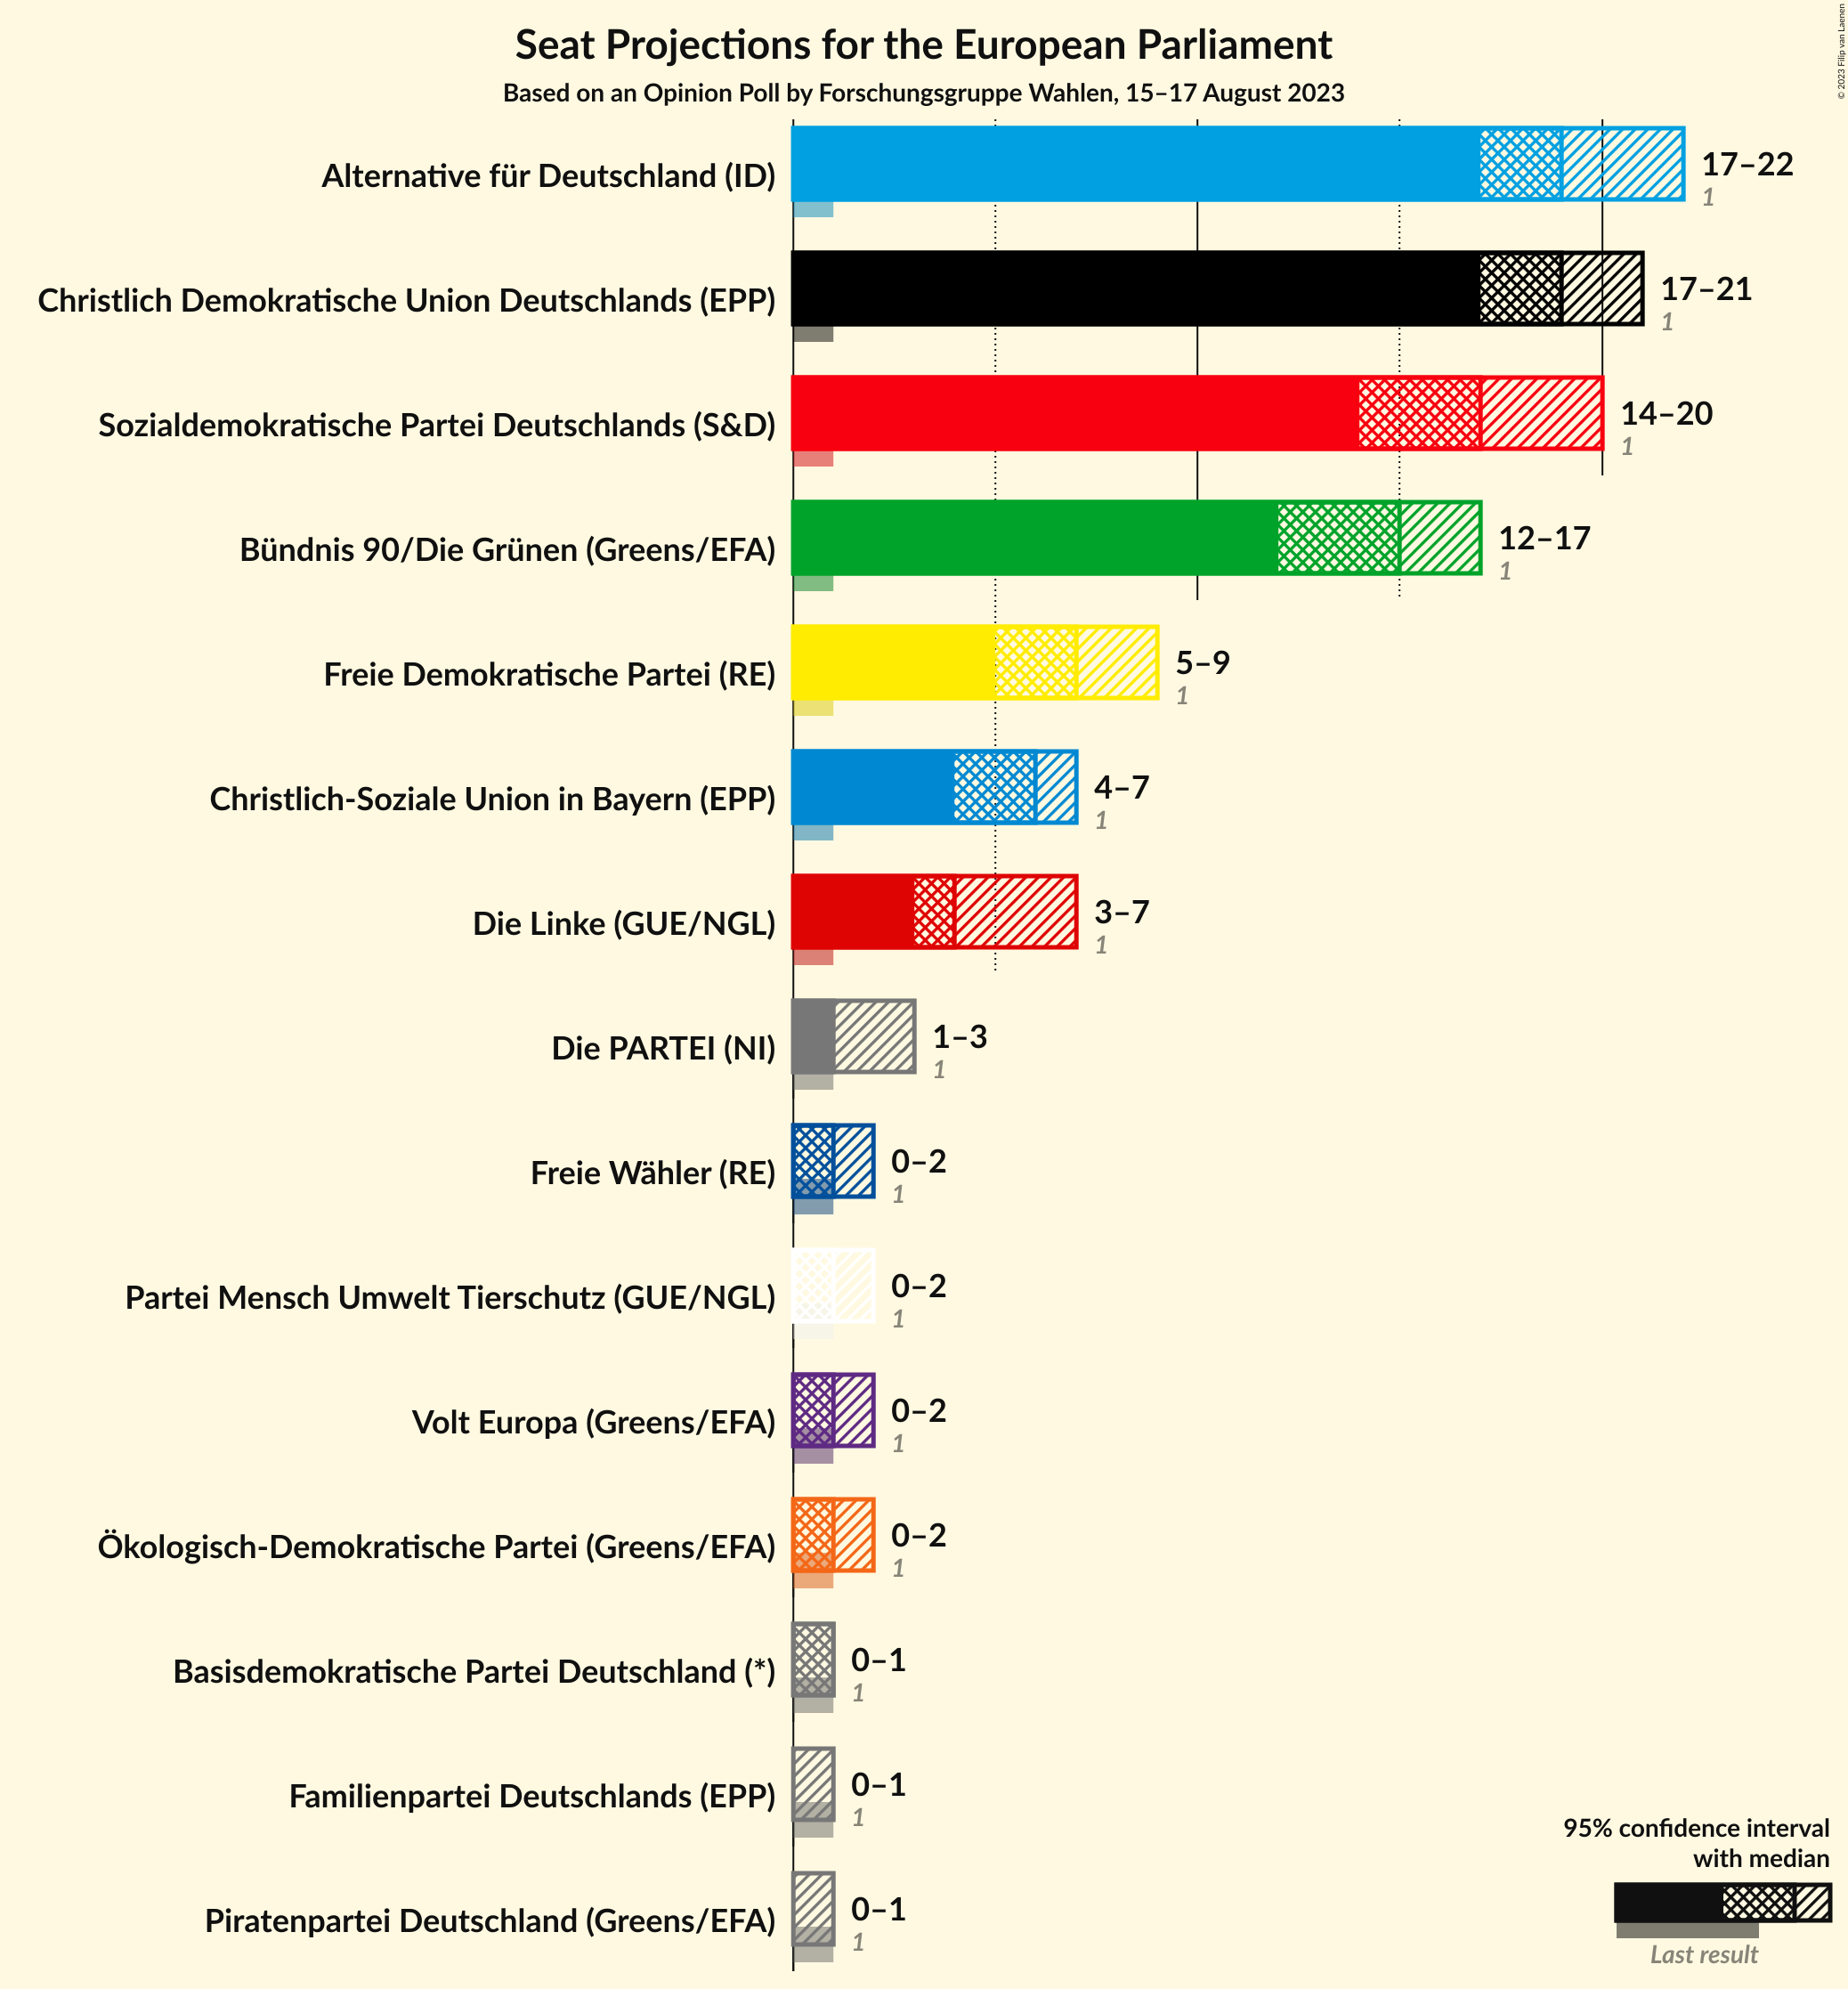 © 2023 Filip van Laenen
Seat Projections for the European Parliament
Based on an Opinion Poll by Forschungsgruppe Wahlen, 15–17 August 2023
Alternative für Deutschland (ID)
17–22
1
Christlich Demokratische Union Deutschlands (EPP)
17–21
1
Sozialdemokratische Partei Deutschlands (S&D)
14–20
1
Bündnis 90/Die Grünen (Greens/EFA)
12–17
1
Freie Demokratische Partei (RE)
5–9
1
Christlich-Soziale Union in Bayern (EPP)
4–7
1
Die Linke (GUE/NGL)
3–7
1
Die PARTEI (NI)
1–3
1
Freie Wähler (RE)
0–2
1
Partei Mensch Umwelt Tierschutz (GUE/NGL)
0–2
1
Volt Europa (Greens/EFA)
0–2
1
Ökologisch-Demokratische Partei (Greens/EFA)
0–2
1
Basisdemokratische Partei Deutschland (*)
0–1
1
Familienpartei Deutschlands (EPP)
0–1
1
Piratenpartei Deutschland (Greens/EFA)
0–1
1
95% confidence interval
with median
Last result